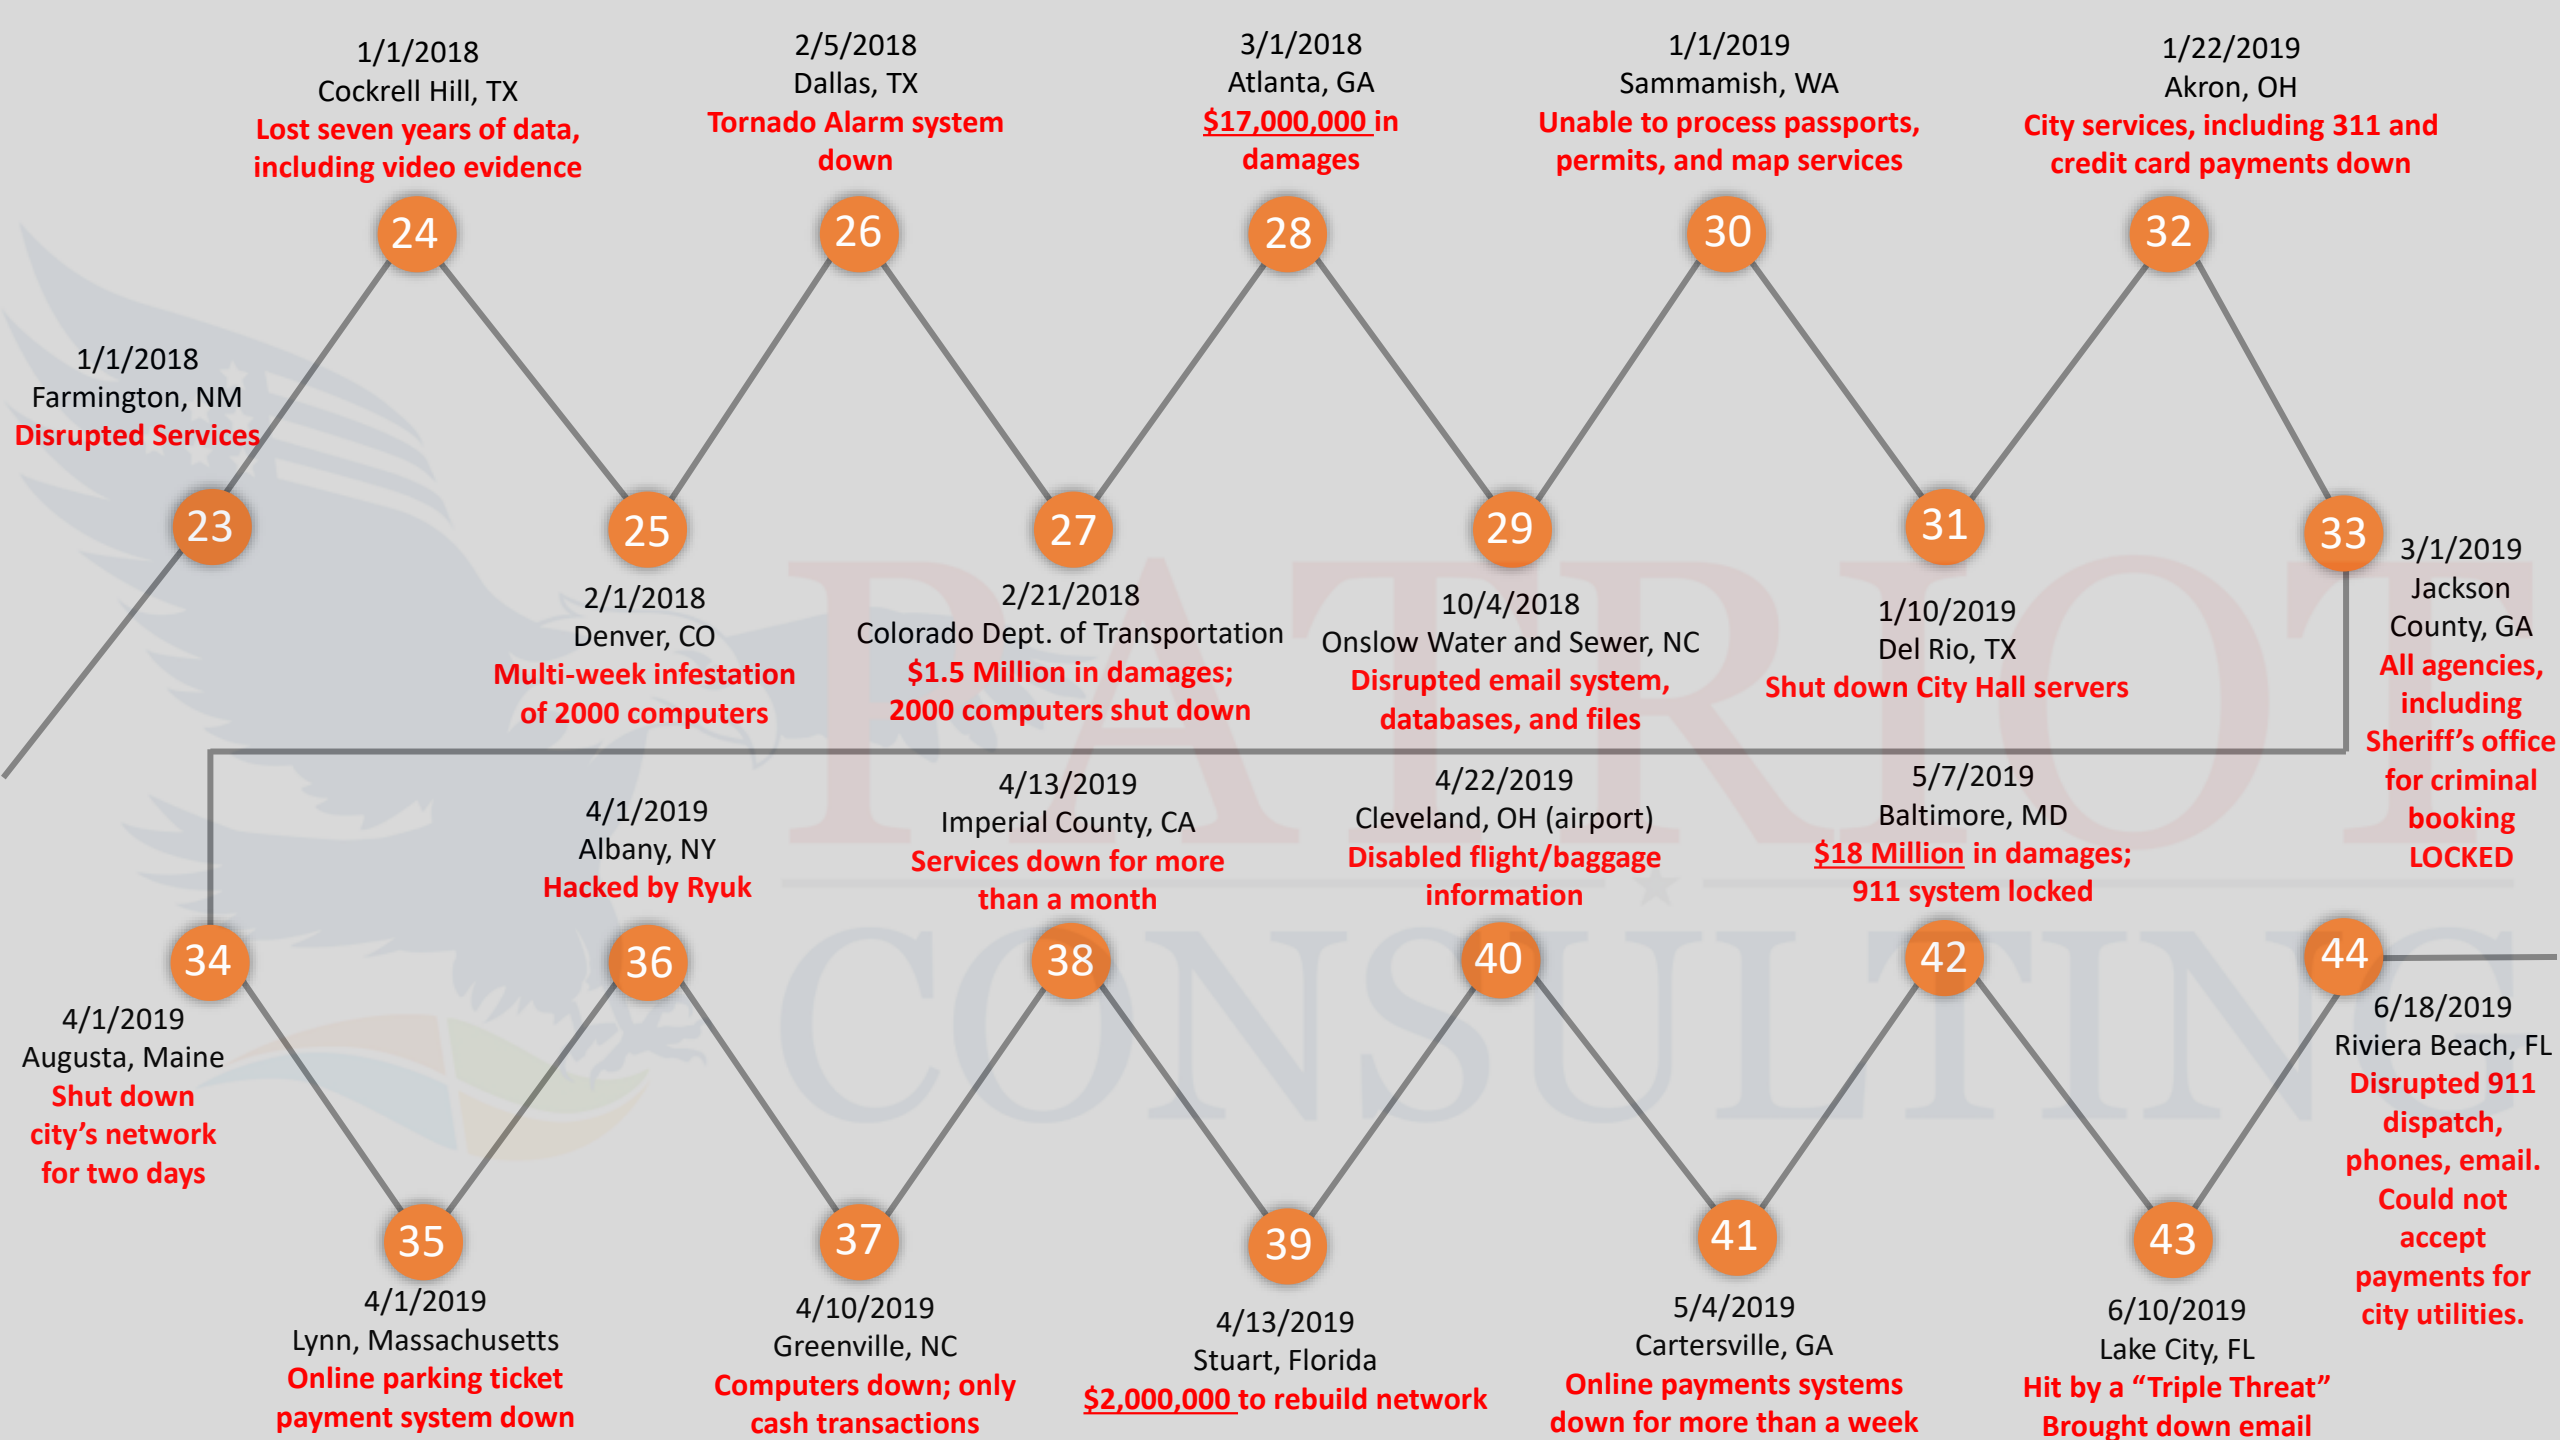 1/1/2018
Farmington, NM
Disrupted Services
23
1/1/2018
Cockrell Hill, TX
Lost seven years of data,
including video evidence
24
25
2/1/2018
Denver, CO
Multi-week infestation
of 2000 computers
2/5/2018
Dallas, TX
Tornado Alarm system
down
26
27
2/21/2018
Colorado Dept. of Transportation
$1.5 Million in damages;
2000 computers shut down
3/1/2018
Atlanta, GA
$17,000,000 in
damages
28
29
10/4/2018
Onslow Water and Sewer, NC
Disrupted email system,
databases, and files
1/1/2019
Sammamish, WA
Unable to process passports,
permits, and map services
30
31
1/10/2019
Del Rio, TX
Shut down City Hall servers
1/22/2019
Akron, OH
City services, including 311 and
credit card payments down
32
33
3/1/2019
Jackson
County, GA
All agencies,
including
Sheriff’s office
for criminal
booking
LOCKED
34
4/1/2019
Augusta, Maine
Shut down
city’s network
for two days
35
4/1/2019
Lynn, Massachusetts
Online parking ticket
payment system down
4/1/2019
Albany, NY
Hacked by Ryuk
36
37
4/10/2019
Greenville, NC
Computers down; only
cash transactions
4/13/2019
Imperial County, CA
Services down for more
than a month
38
39
4/13/2019
Stuart, Florida
$2,000,000 to rebuild network
4/22/2019
Cleveland, OH (airport)
Disabled flight/baggage
information
40
41
5/4/2019
Cartersville, GA
Online payments systems
down for more than a week
5/7/2019
Baltimore, MD
$18 Million in damages;
911 system locked
42
43
6/10/2019
Lake City, FL
Hit by a “Triple Threat”
Brought down email
44
6/18/2019
Riviera Beach, FL
Disrupted 911
dispatch,
phones, email.
Could not
accept
payments for
city utilities.
PATRIOT
CONSULTING